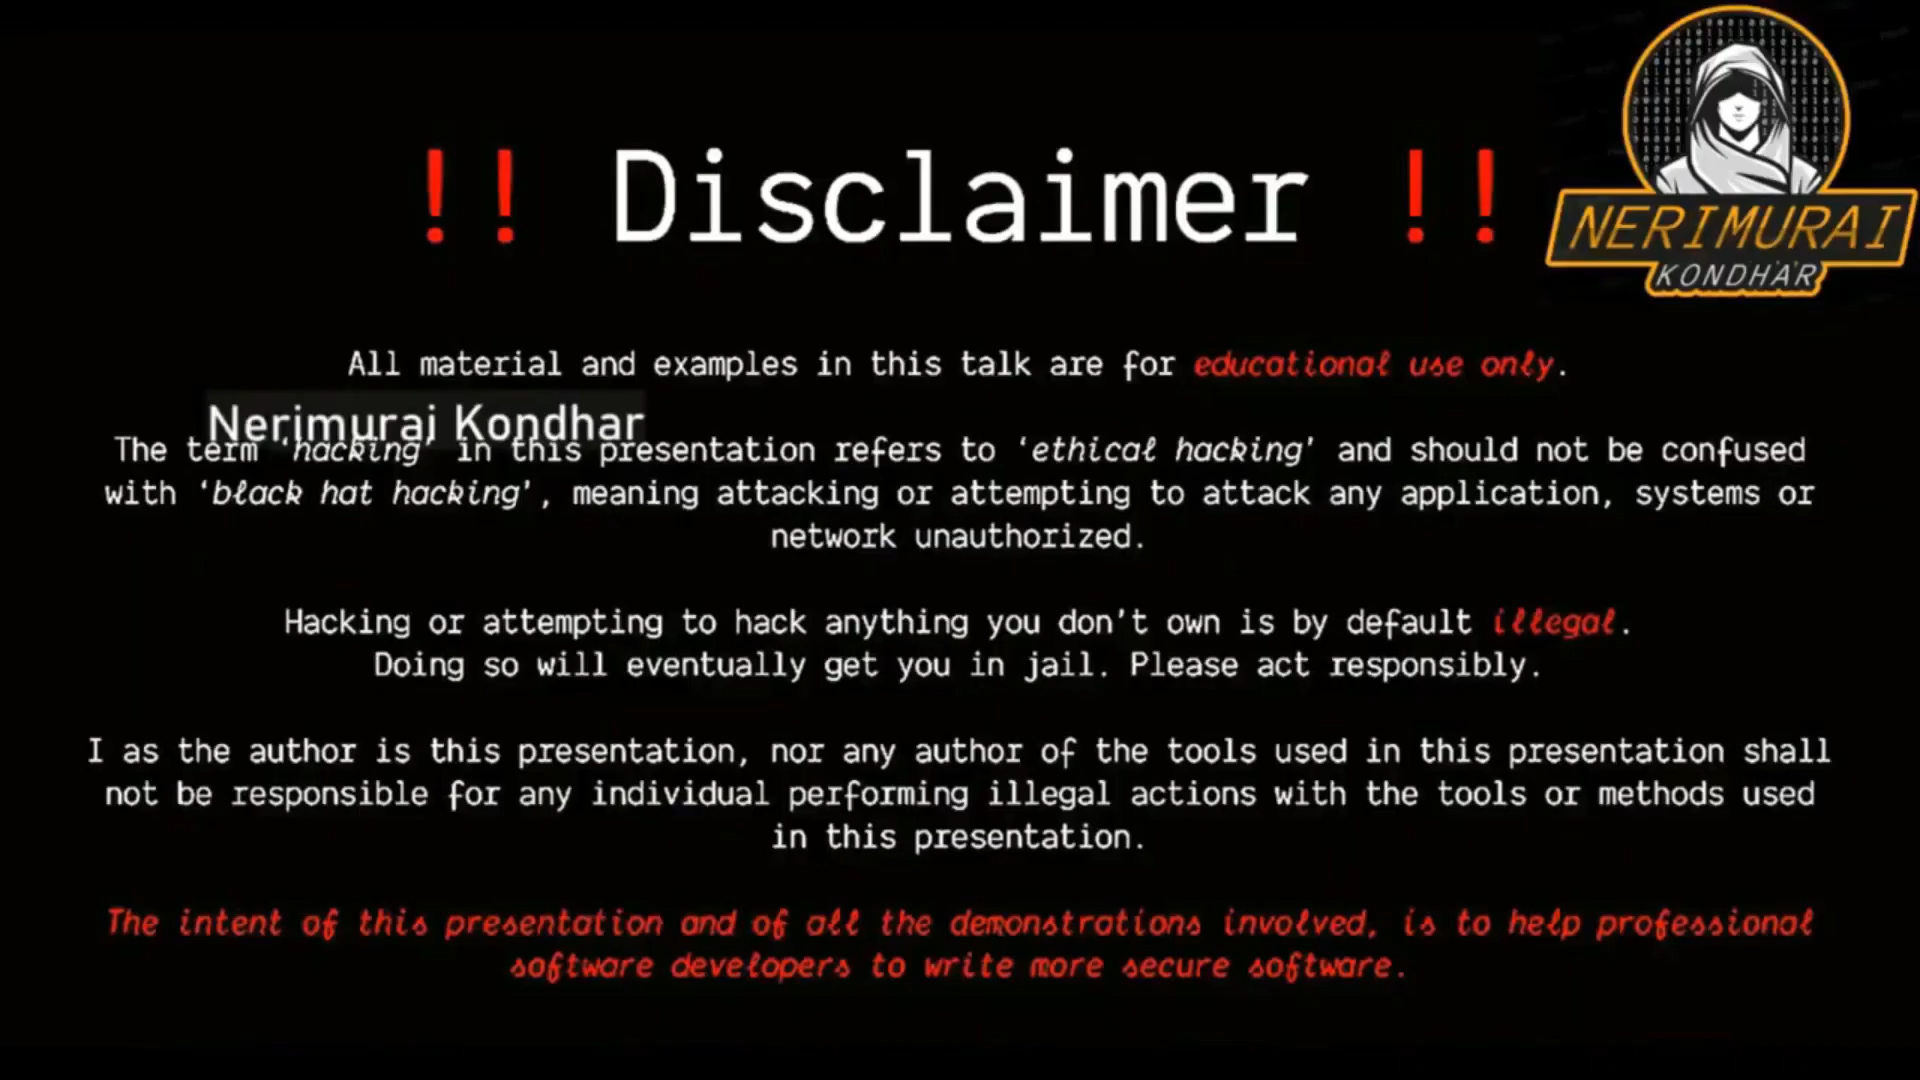 !! Disclaimer !!
NERIMURAI
KONDHAR
All material and examples in this talk are for educational use only.
Nerimurai Kondhar
The term ‘hacking’ in this presentation refers to ‘ethical hacking’ and should not be confused
with ‘black hat hacking’, meaning attacking or attempting to attack any application, systems or
network unauthorized.
Hacking or attempting to hack anything you don’t own is by default illegal.
Doing so will eventually get you in jail. Please act responsibly.
I as the author is this presentation, nor any author of the tools used in this presentation shall
not be responsible for any individual performing illegal actions with the tools or methods used
in this presentation.
The intent of this presentation and of all the demonstrations involved, is to help professional
software developers to write more secure software.